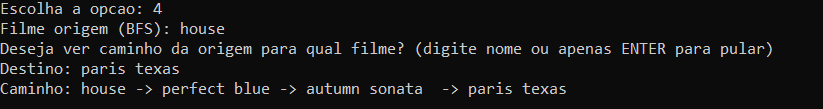 Escolha a opcao: 4
Filme origem (BFS): house
Deseja ver caminho da origem para qual filme? (digite nome ou apenas ENTER para pular)
Destino: paris texas
Caminho: house -> perfect blue -> autumn sonata  -> paris texas